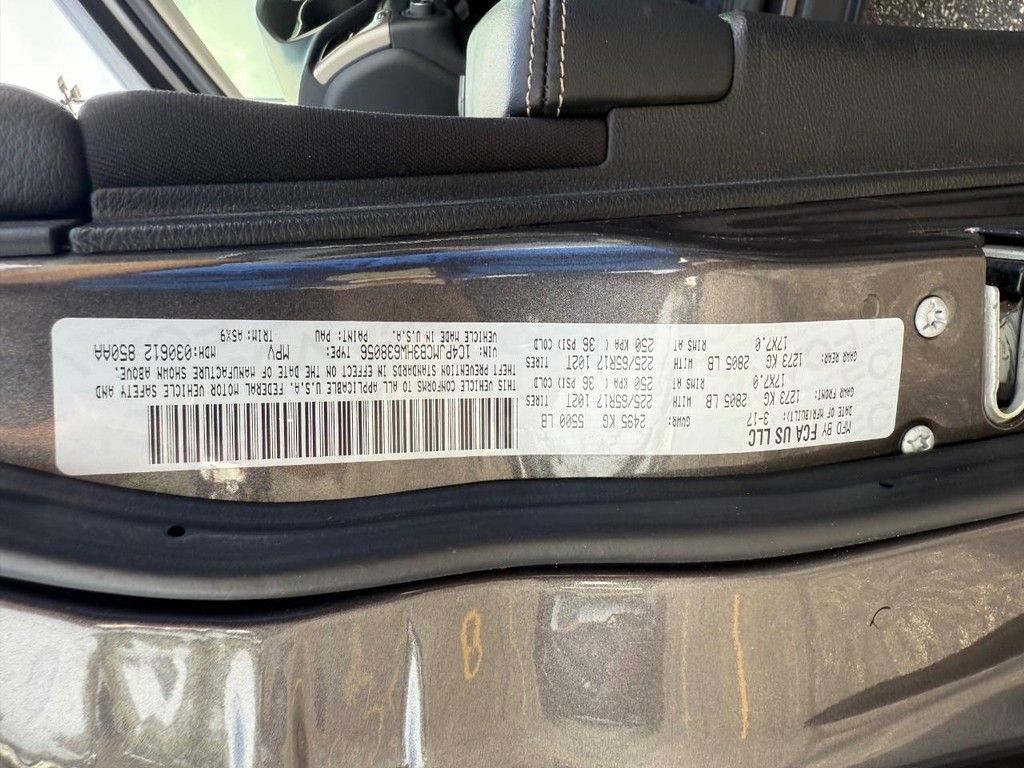 MFD BY FCA US LLC
DATE OF MFR(BUILT): 3-17 GVWR: 2495 KG 5500 LB
GAWR FRONT: 1273 KG 2805 LB WITH 225/65R17 102T TIRES
17X7.0 RIMS AT 250 KPA( 36 PSI) COLD
GAWR REAR: 1273 KG 2805 LB WITH 225/65R17 102T TIRES
17X7.0 RIMS AT 250 KPA( 36 PSI) COLD
THIS VEHICLE CONFORMS TO ALL APPLICABLE U.S.A. FEDERAL MOTOR VEHICLE SAFETY AND
THEFT PREVENTION STANDARDS IN EFFECT ON THE DATE OF MANUFACTURE SHOWN ABOVE.
VIN: 1C4PJMCB3HW638056 TYPE: MPV MDH:030612 850AA
VEHICLE MADE IN U.S.A. PAINT: PAU TRIM:A5X9
8